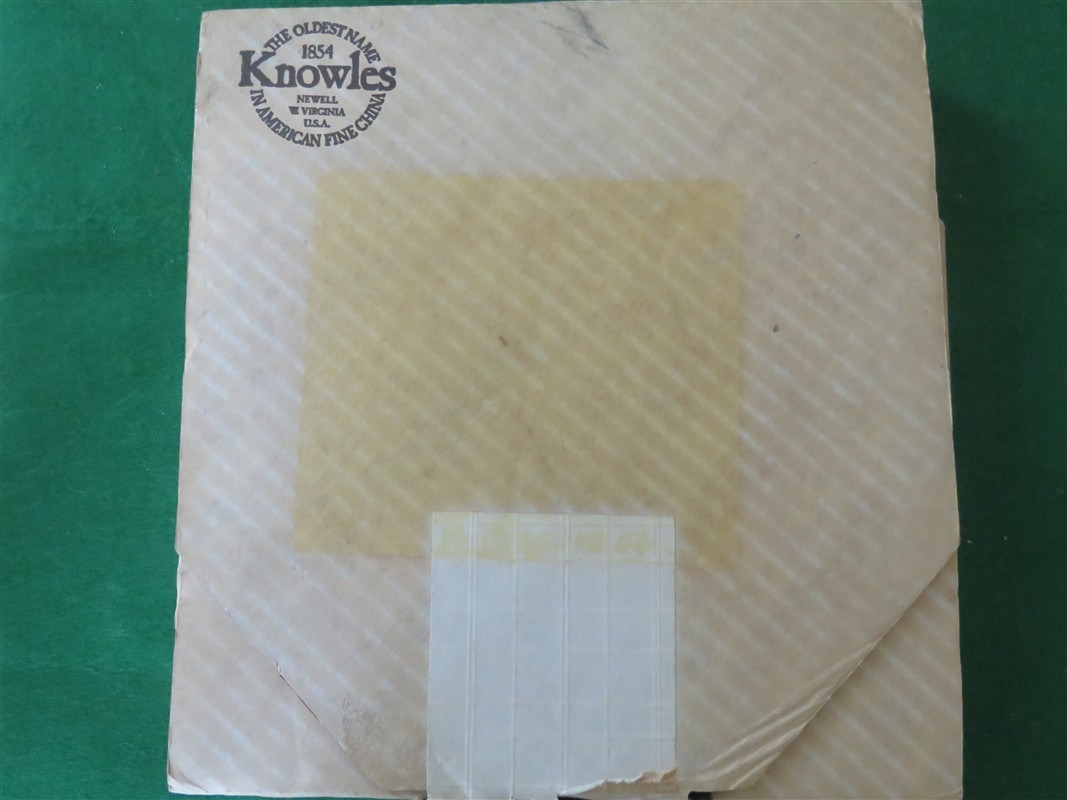 THE OLDEST NAME
1854
Knowles
NEWELL
W. VIRGINIA
U.S.A.
IN AMERICAN FINE CHINA